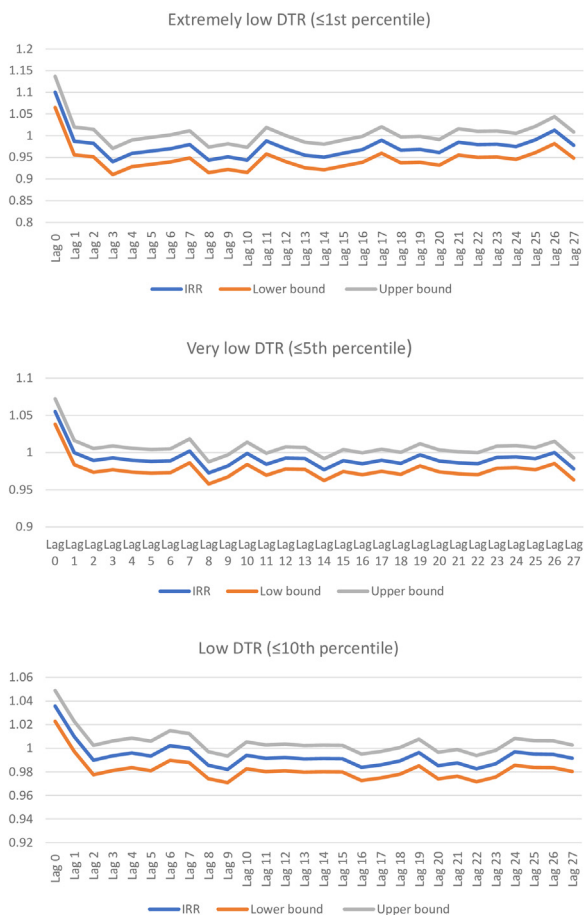 Extremely low DTR (≤1st percentile)
1.2
1.15
1.1
1.05
1
0.95
0.9
0.85
0.8
Lag 0 Lag 1 Lag 2 Lag 3 Lag 4 Lag 5 Lag 6 Lag 7 Lag 8 Lag 9 Lag 10 Lag 11 Lag 12 Lag 13 Lag 14 Lag 15 Lag 16 Lag 17 Lag 18 Lag 19 Lag 20 Lag 21 Lag 22 Lag 23 Lag 24 Lag 25 Lag 26 Lag 27
IRR Lower bound Upper bound
Very low DTR (≤5th percentile)
1.1
1.05
1
0.95
0.9
Lag Lag Lag Lag Lag Lag Lag Lag Lag Lag Lag Lag Lag Lag Lag Lag Lag Lag Lag Lag Lag Lag Lag Lag Lag Lag Lag Lag
0 1 2 3 4 5 6 7 8 9 10 11 12 13 14 15 16 17 18 19 20 21 22 23 24 25 26 27
IRR Low bound Upper bound
Low DTR (≤10th percentile)
1.06
1.04
1.02
1
0.98
0.96
0.94
0.92
Lag 0 Lag 1 Lag 2 Lag 3 Lag 4 Lag 5 Lag 6 Lag 7 Lag 8 Lag 9 Lag 10 Lag 11 Lag 12 Lag 13 Lag 14 Lag 15 Lag 16 Lag 17 Lag 18 Lag 19 Lag 20 Lag 21 Lag 22 Lag 23 Lag 24 Lag 25 Lag 26 Lag 27
IRR Lower bound Upper bound